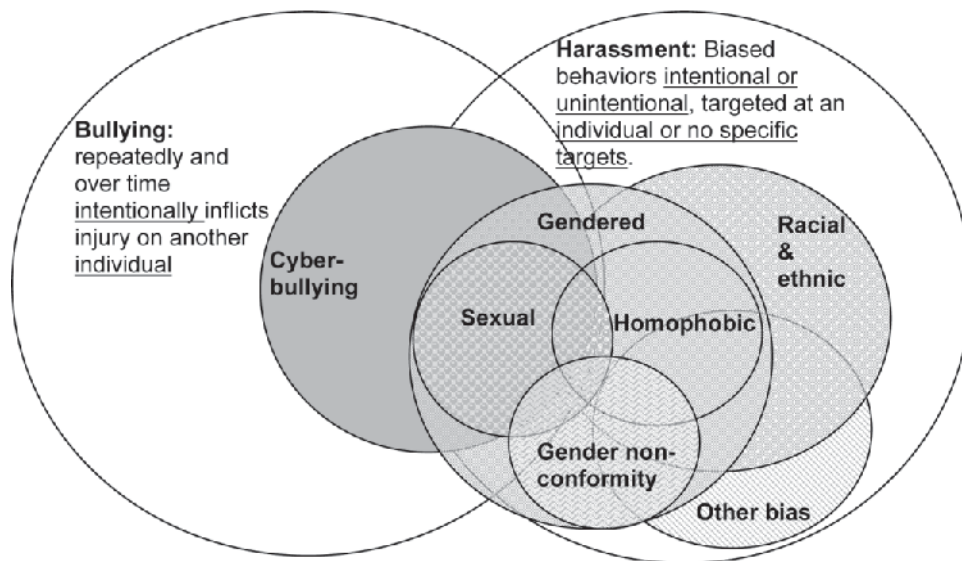 Bullying:
repeatedly and
over time
intentionally inflicts
injury on another
individual
Harassment: Biased
behaviors intentional or
unintentional, targeted at an
individual or no specific
targets.
Cyber-
bullying
Gendered
Sexual
Homophobic
Racial
&
ethnic
Gender non-
conformity
Other bias